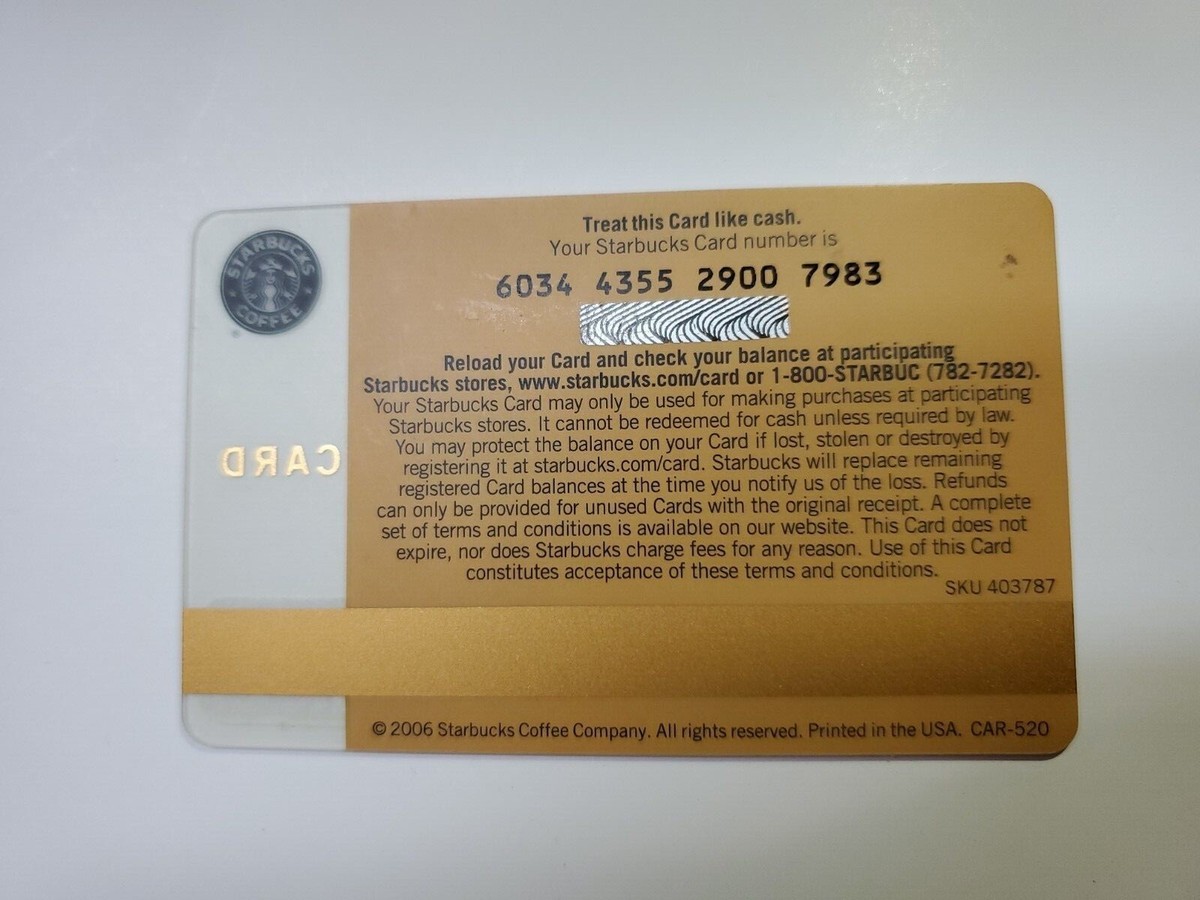 STARBUCKS
COFFEE
CARD
Treat this Card like cash.
Your Starbucks Card number is
6034 4355 2900 7983
Reload your Card and check your balance at participating
Starbucks stores, www.starbucks.com/card or 1-800-STARBUC (782-7282).
Your Starbucks Card may only be used for making purchases at participating
Starbucks stores. It cannot be redeemed for cash unless required by law.
You may protect the balance on your Card if lost, stolen or destroyed by
registering it at starbucks.com/card. Starbucks will replace remaining
registered Card balances at the time you notify us of the loss. Refunds
can only be provided for unused Cards with the original receipt. A complete
set of terms and conditions is available on our website. This Card does not
expire, nor does Starbucks charge fees for any reason. Use of this Card
constitutes acceptance of these terms and conditions.
SKU 403787
© 2006 Starbucks Coffee Company. All rights reserved. Printed in the USA. CAR-520